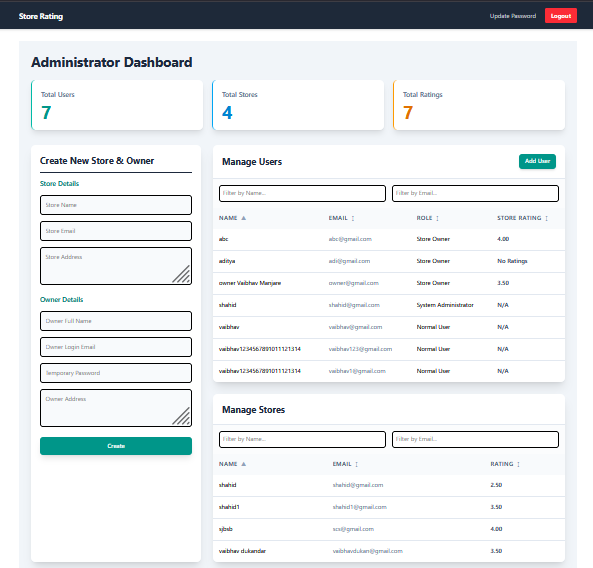 Store Rating
Update Password
Logout
Administrator Dashboard
Total Users
7
Total Stores
4
Total Ratings
7
Create New Store & Owner
Store Details
Store Name
Store Email
Store Address
Owner Details
Owner Full Name
Owner Login Email
Temporary Password
Owner Address
Create
Manage Users
Add User
Filter by Name...
Filter by Email...
NAME ▲ EMAIL ↕ ROLE ↕ STORE RATING ↕
abc abc@gmail.com Store Owner 4.00
aditya adi@gmail.com Store Owner No Ratings
owner Vaibhav Manjare owner@gmail.com Store Owner 3.50
shahid shahid@gmail.com System Administrator N/A
vaibhav vaibhav@gmail.com Normal User N/A
vaibhav1234567891011121314 vaibhav123@gmail.com Normal User N/A
vaibhav1234567891011121314 vaibhav1@gmail.com Normal User N/A
Manage Stores
Filter by Name...
Filter by Email...
NAME ▲ EMAIL ↕ RATING ↕
shahid shahid@gmail.com 2.50
shahid1 shahid1@gmail.com 3.50
sjbsb scs@gmail.com 4.00
vaibhav dukandar vaibhavdukan@gmail.com 3.50